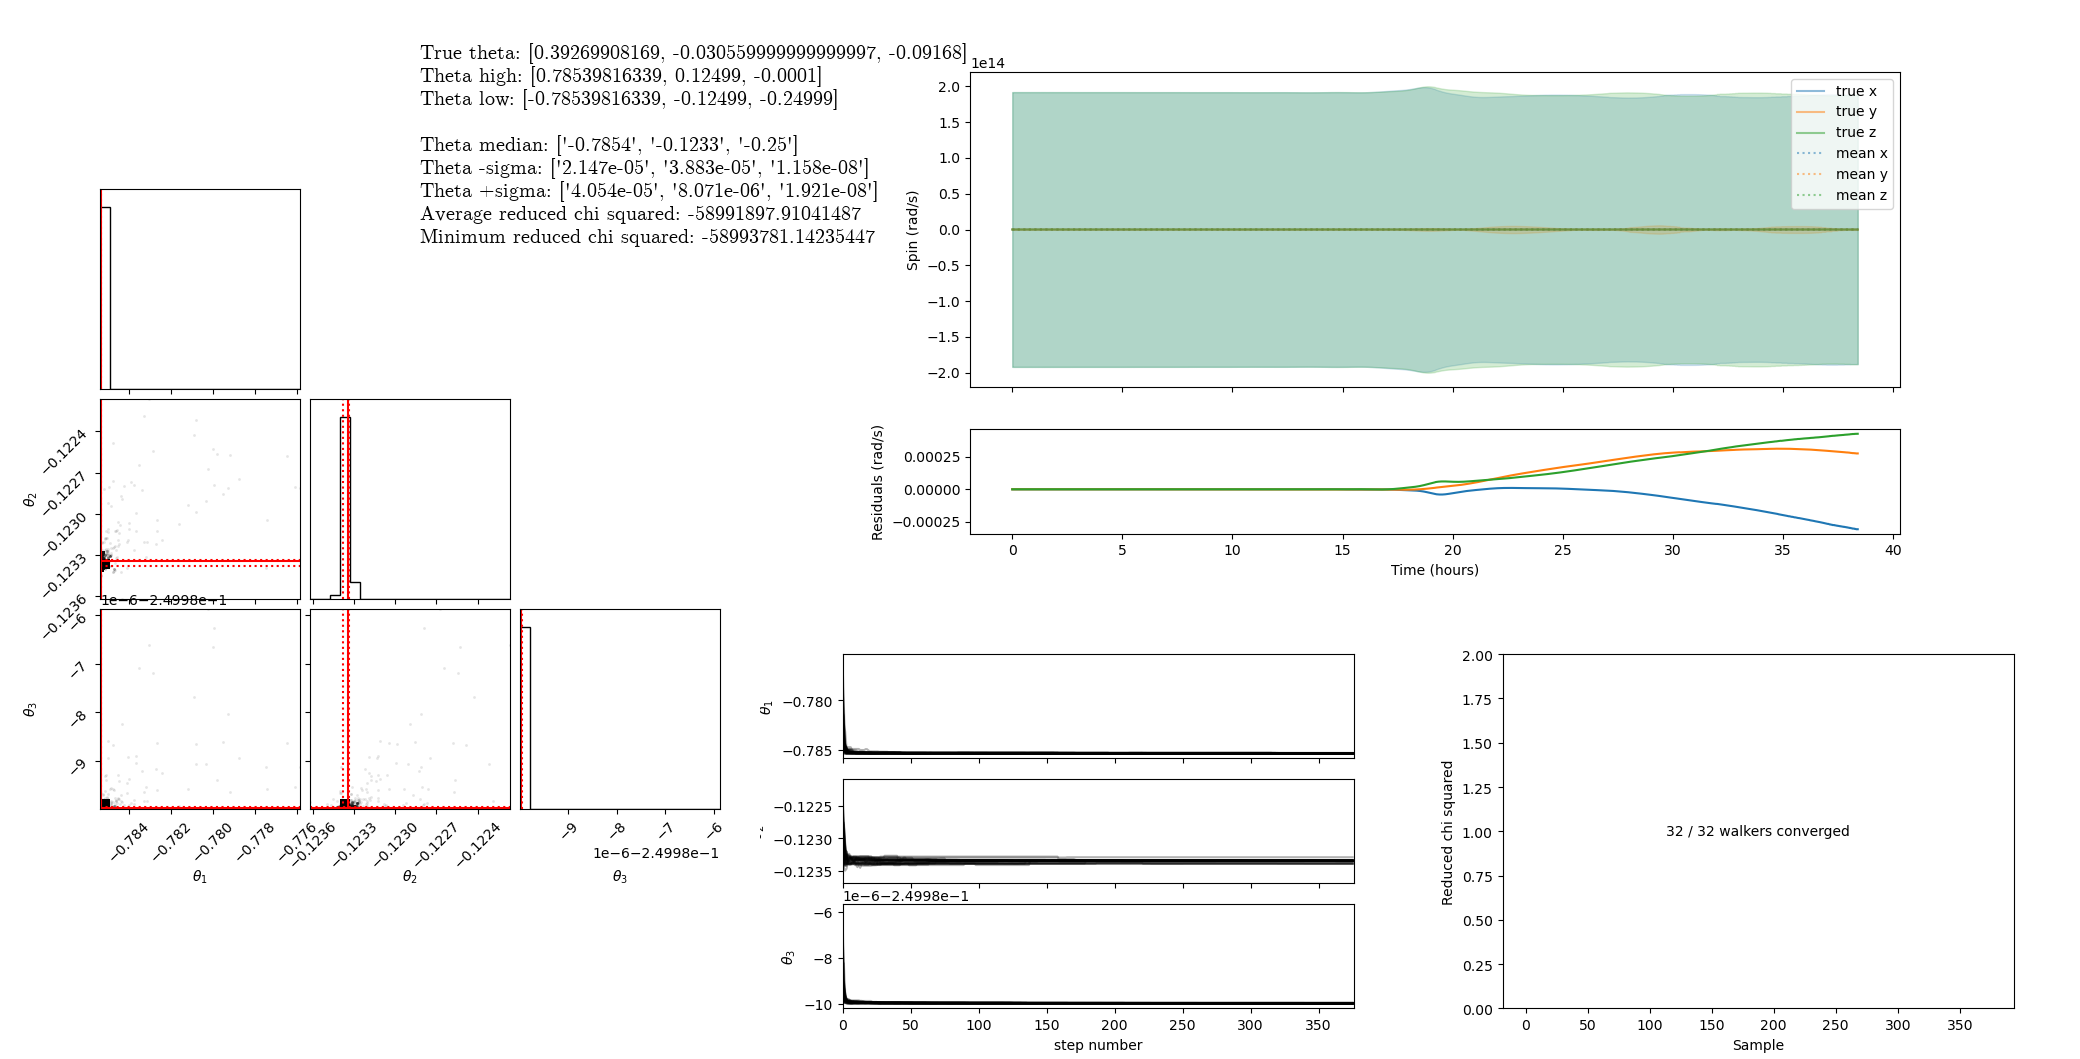 True theta: [0.39269908169, -0.030559999999999997, -0.09168]
Theta high: [0.78539816339, 0.12499, -0.0001]
Theta low: [-0.78539816339, -0.12499, -0.24999]
Theta median: ['-0.7854', '-0.1233', '-0.25']
Theta -sigma: ['2.147e-05', '3.883e-05', '1.158e-08']
Theta +sigma: ['4.054e-05', '8.071e-06', '1.921e-08']
Average reduced chi squared: -58991897.91041487
Minimum reduced chi squared: -58993781.14235447
1e14
2.0
1.5
1.0
0.5
0.0
−0.5
−1.0
−1.5
−2.0
Spin (rad/s)
true x
true y
true z
mean x
mean y
mean z
0.00025
0.00000
−0.00025
Residuals (rad/s)
0
5
10
15
20
25
30
35
40
Time (hours)
−0.1224
−0.1227
−0.1230
−0.1233
−0.1236
θ2
1e−6−2.4998e−1
−6
−7
−8
−9
θ3
−0.784
−0.782
−0.780
−0.778
−0.776
θ1
−0.1236
−0.1233
−0.1230
−0.1227
−0.1224
θ2
−9
−8
−7
−6
1e−6−2.4998e−1
θ3
−0.780
−0.785
θ1
−0.1225
−0.1230
−0.1235
1e−6−2.4998e−1
−6
−8
−10
θ3
0
50
100
150
200
250
300
350
step number
2.00
1.75
1.50
1.25
1.00
0.75
0.50
0.25
0.00
Reduced chi squared
32 / 32 walkers converged
0
50
100
150
200
250
300
350
Sample